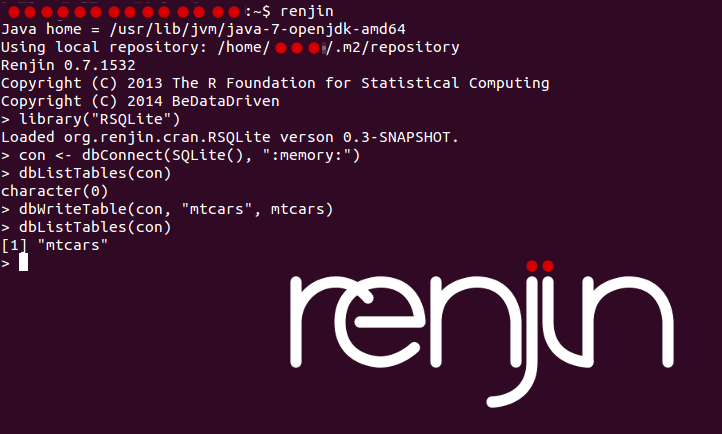 :~$ renjin
Java home = /usr/lib/jvm/java-7-openjdk-amd64
Using local repository: /home/ /.m2/repository
Renjin 0.7.1532
Copyright (C) 2013 The R Foundation for Statistical Computing
Copyright (C) 2014 BeDataDriven
> library("RSQLite")
Loaded org.renjin.cran.RSQLite verson 0.3-SNAPSHOT.
> con <- dbConnect(SQLite(), ":memory:")
> dbListTables(con)
character(0)
> dbWriteTable(con, "mtcars", mtcars)
> dbListTables(con)
[1] "mtcars"
>
renjin